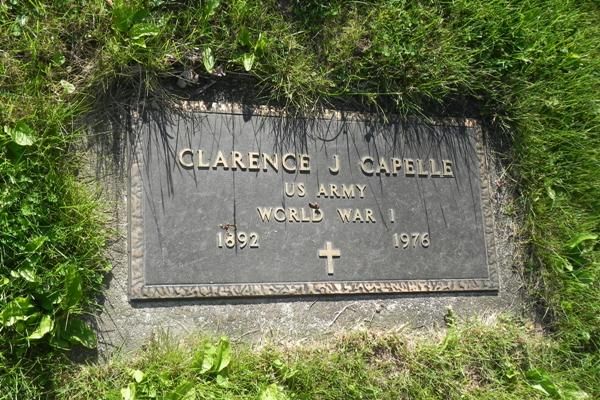 CLARENCE J CAPELLE
US ARMY
WORLD WAR I
1892 1976